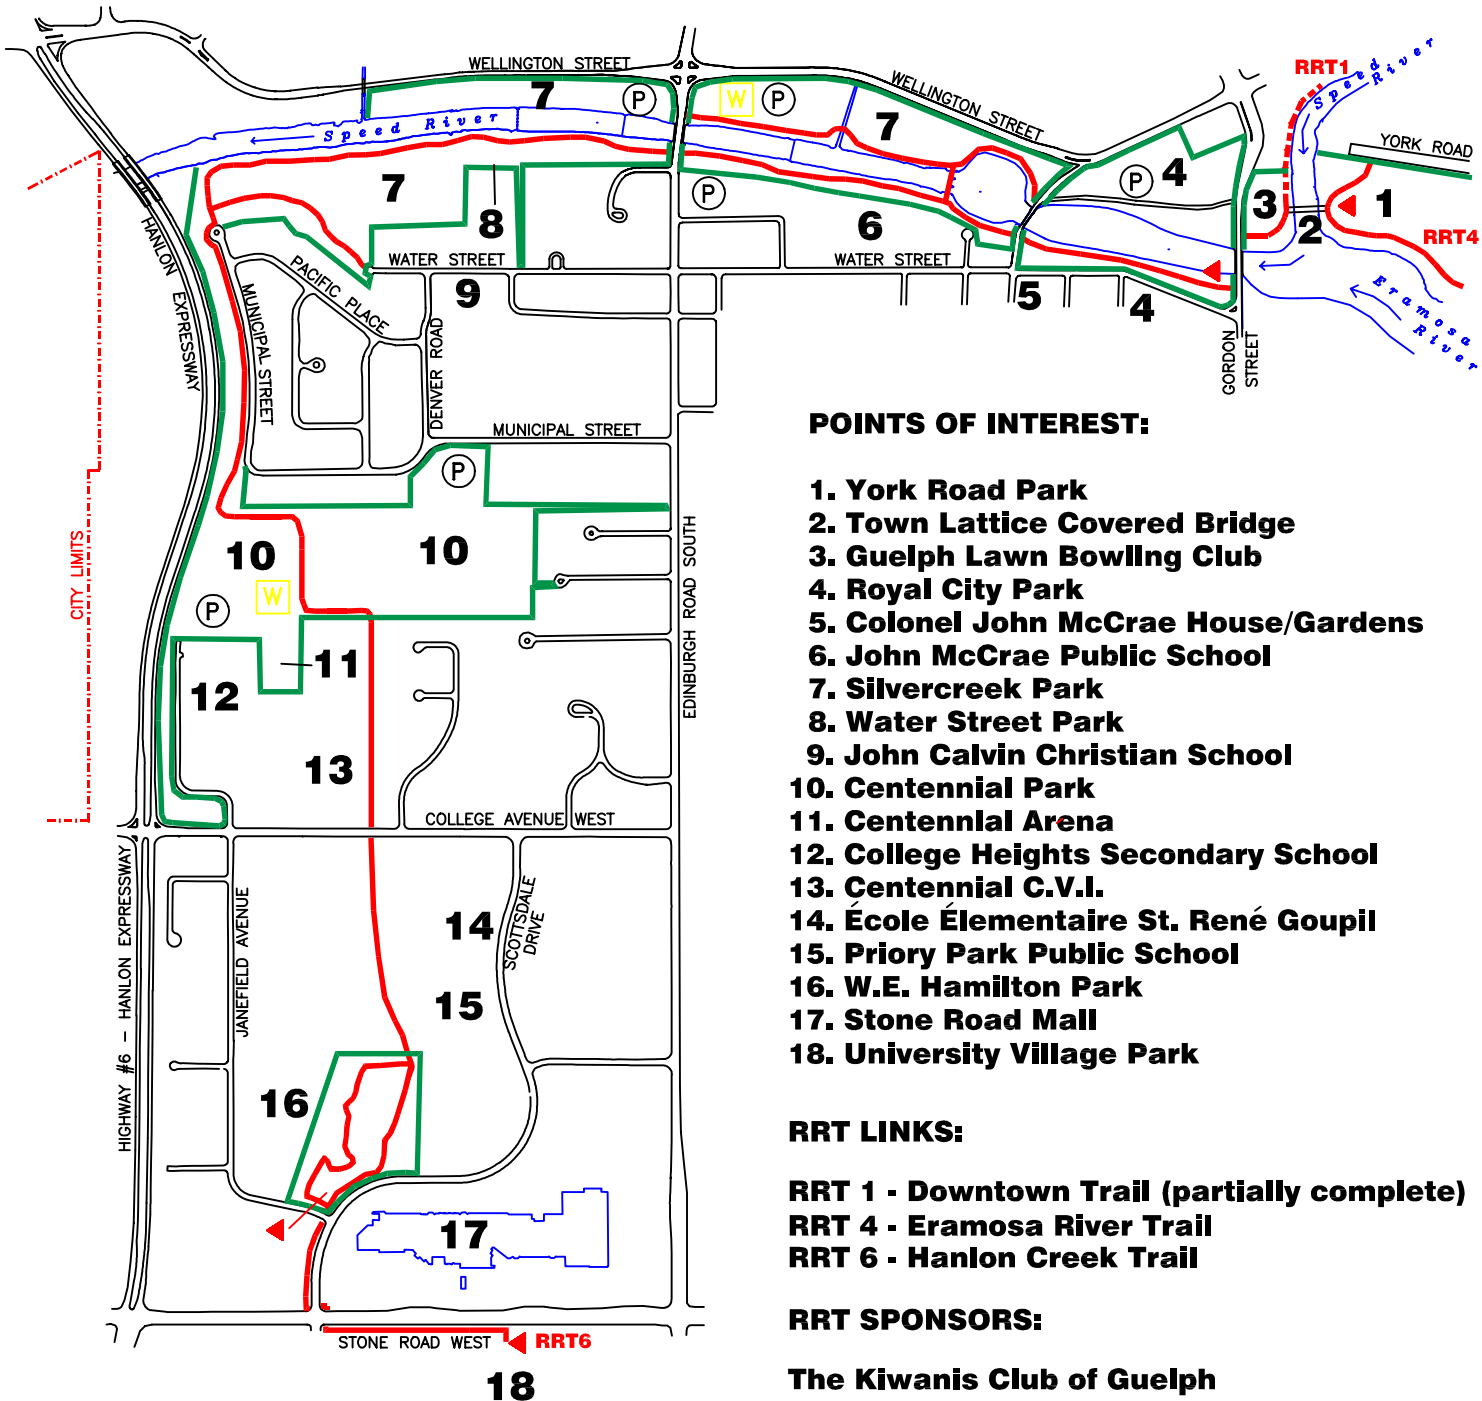 WELLINGTON STREET
7
P
W
P
WELLINGTON STREET
7
RRT1
Speed River
YORK ROAD
Speed River
7
8
P
6
P
4
3
2
1
RRT4
HANLON EXPRESSWAY
PACIFIC PLACE
WATER STREET
9
WATER STREET
5
4
Eramosa River
MUNICIPAL STREET
DENVER ROAD
GORDON STREET
MUNICIPAL STREET
P
10
10
W
P
CITY LIMITS
11
12
13
EDINBURGH ROAD SOUTH
COLLEGE AVENUE WEST
HIGHWAY #6 - HANLON EXPRESSWAY
JANEFIELD AVENUE
14
SCOTTSDALE DRIVE
15
16
17
STONE ROAD WEST
RRT6
18
POINTS OF INTEREST:
1. York Road Park
2. Town Lattice Covered Bridge
3. Guelph Lawn Bowling Club
4. Royal City Park
5. Colonel John McCrae House/Gardens
6. John McCrae Public School
7. Silvercreek Park
8. Water Street Park
9. John Calvin Christian School
10. Centennial Park
11. Centennial Arena
12. College Heights Secondary School
13. Centennial C.V.I.
14. École Élementaire St. René Goupil
15. Priory Park Public School
16. W.E. Hamilton Park
17. Stone Road Mall
18. University Village Park
RRT LINKS:
RRT 1 - Downtown Trail (partially complete)
RRT 4 - Eramosa River Trail
RRT 6 - Hanlon Creek Trail
RRT SPONSORS:
The Kiwanis Club of Guelph